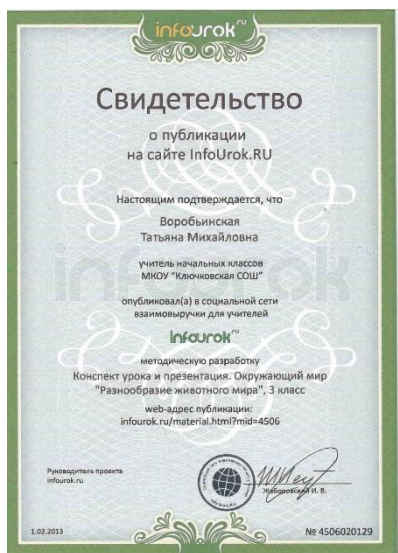 infourok ru
Свидетельство
о публикации
на сайте InfoUrok.RU
Настоящим подтверждается, что
Воробьинская
Татьяна Михайловна
учитель начальных классов
МКОУ "Ключковская СОШ"
опубликовал(а) в социальной сети
взаимовыручки для учителей
infourok ru
методическую разработку
Конспект урока и презентация. Окружающий мир
"Разнообразие животного мира", 3 класс
web-адрес публикации:
infourok.ru/material.html?mid=4506
Руководитель проекта
infourok.ru
Жаборовский И. В.
1.02.2013
№ 4506020129